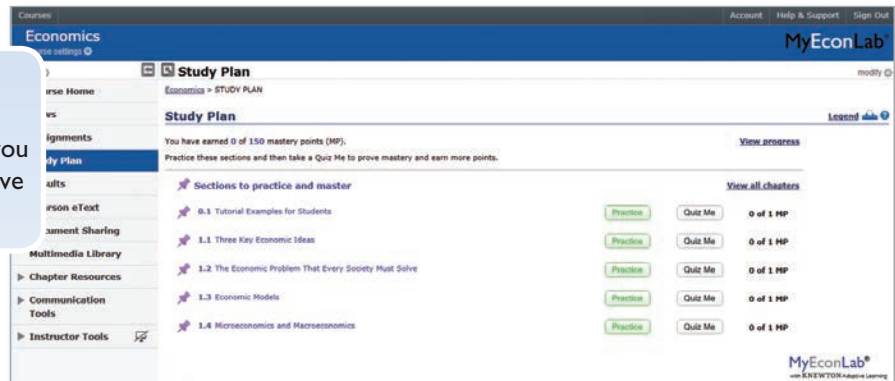 Courses Account Help & Support Sign Out
Economics MyEconLab®
Study Plan modify
Economics > STUDY PLAN
Study Plan Legend
You have earned 0 of 150 mastery points (MP). View progress
Practice these sections and then take a Quiz Me to prove mastery and earn more points.
Sections to practice and master View all chapters
0.1 Tutorial Examples for Students Practice Quiz Me 0 of 1 MP
1.1 Three Key Economic Ideas Practice Quiz Me 0 of 1 MP
1.2 The Economic Problem That Every Society Must Solve Practice Quiz Me 0 of 1 MP
1.3 Economic Models Practice Quiz Me 0 of 1 MP
1.4 Microeconomics and Macroeconomics Practice Quiz Me 0 of 1 MP
you
Multimedia Library
Chapter Resources
Communication
Tools
Instructor Tools
MyEconLab®
with KNEWTON Adaptive Learning